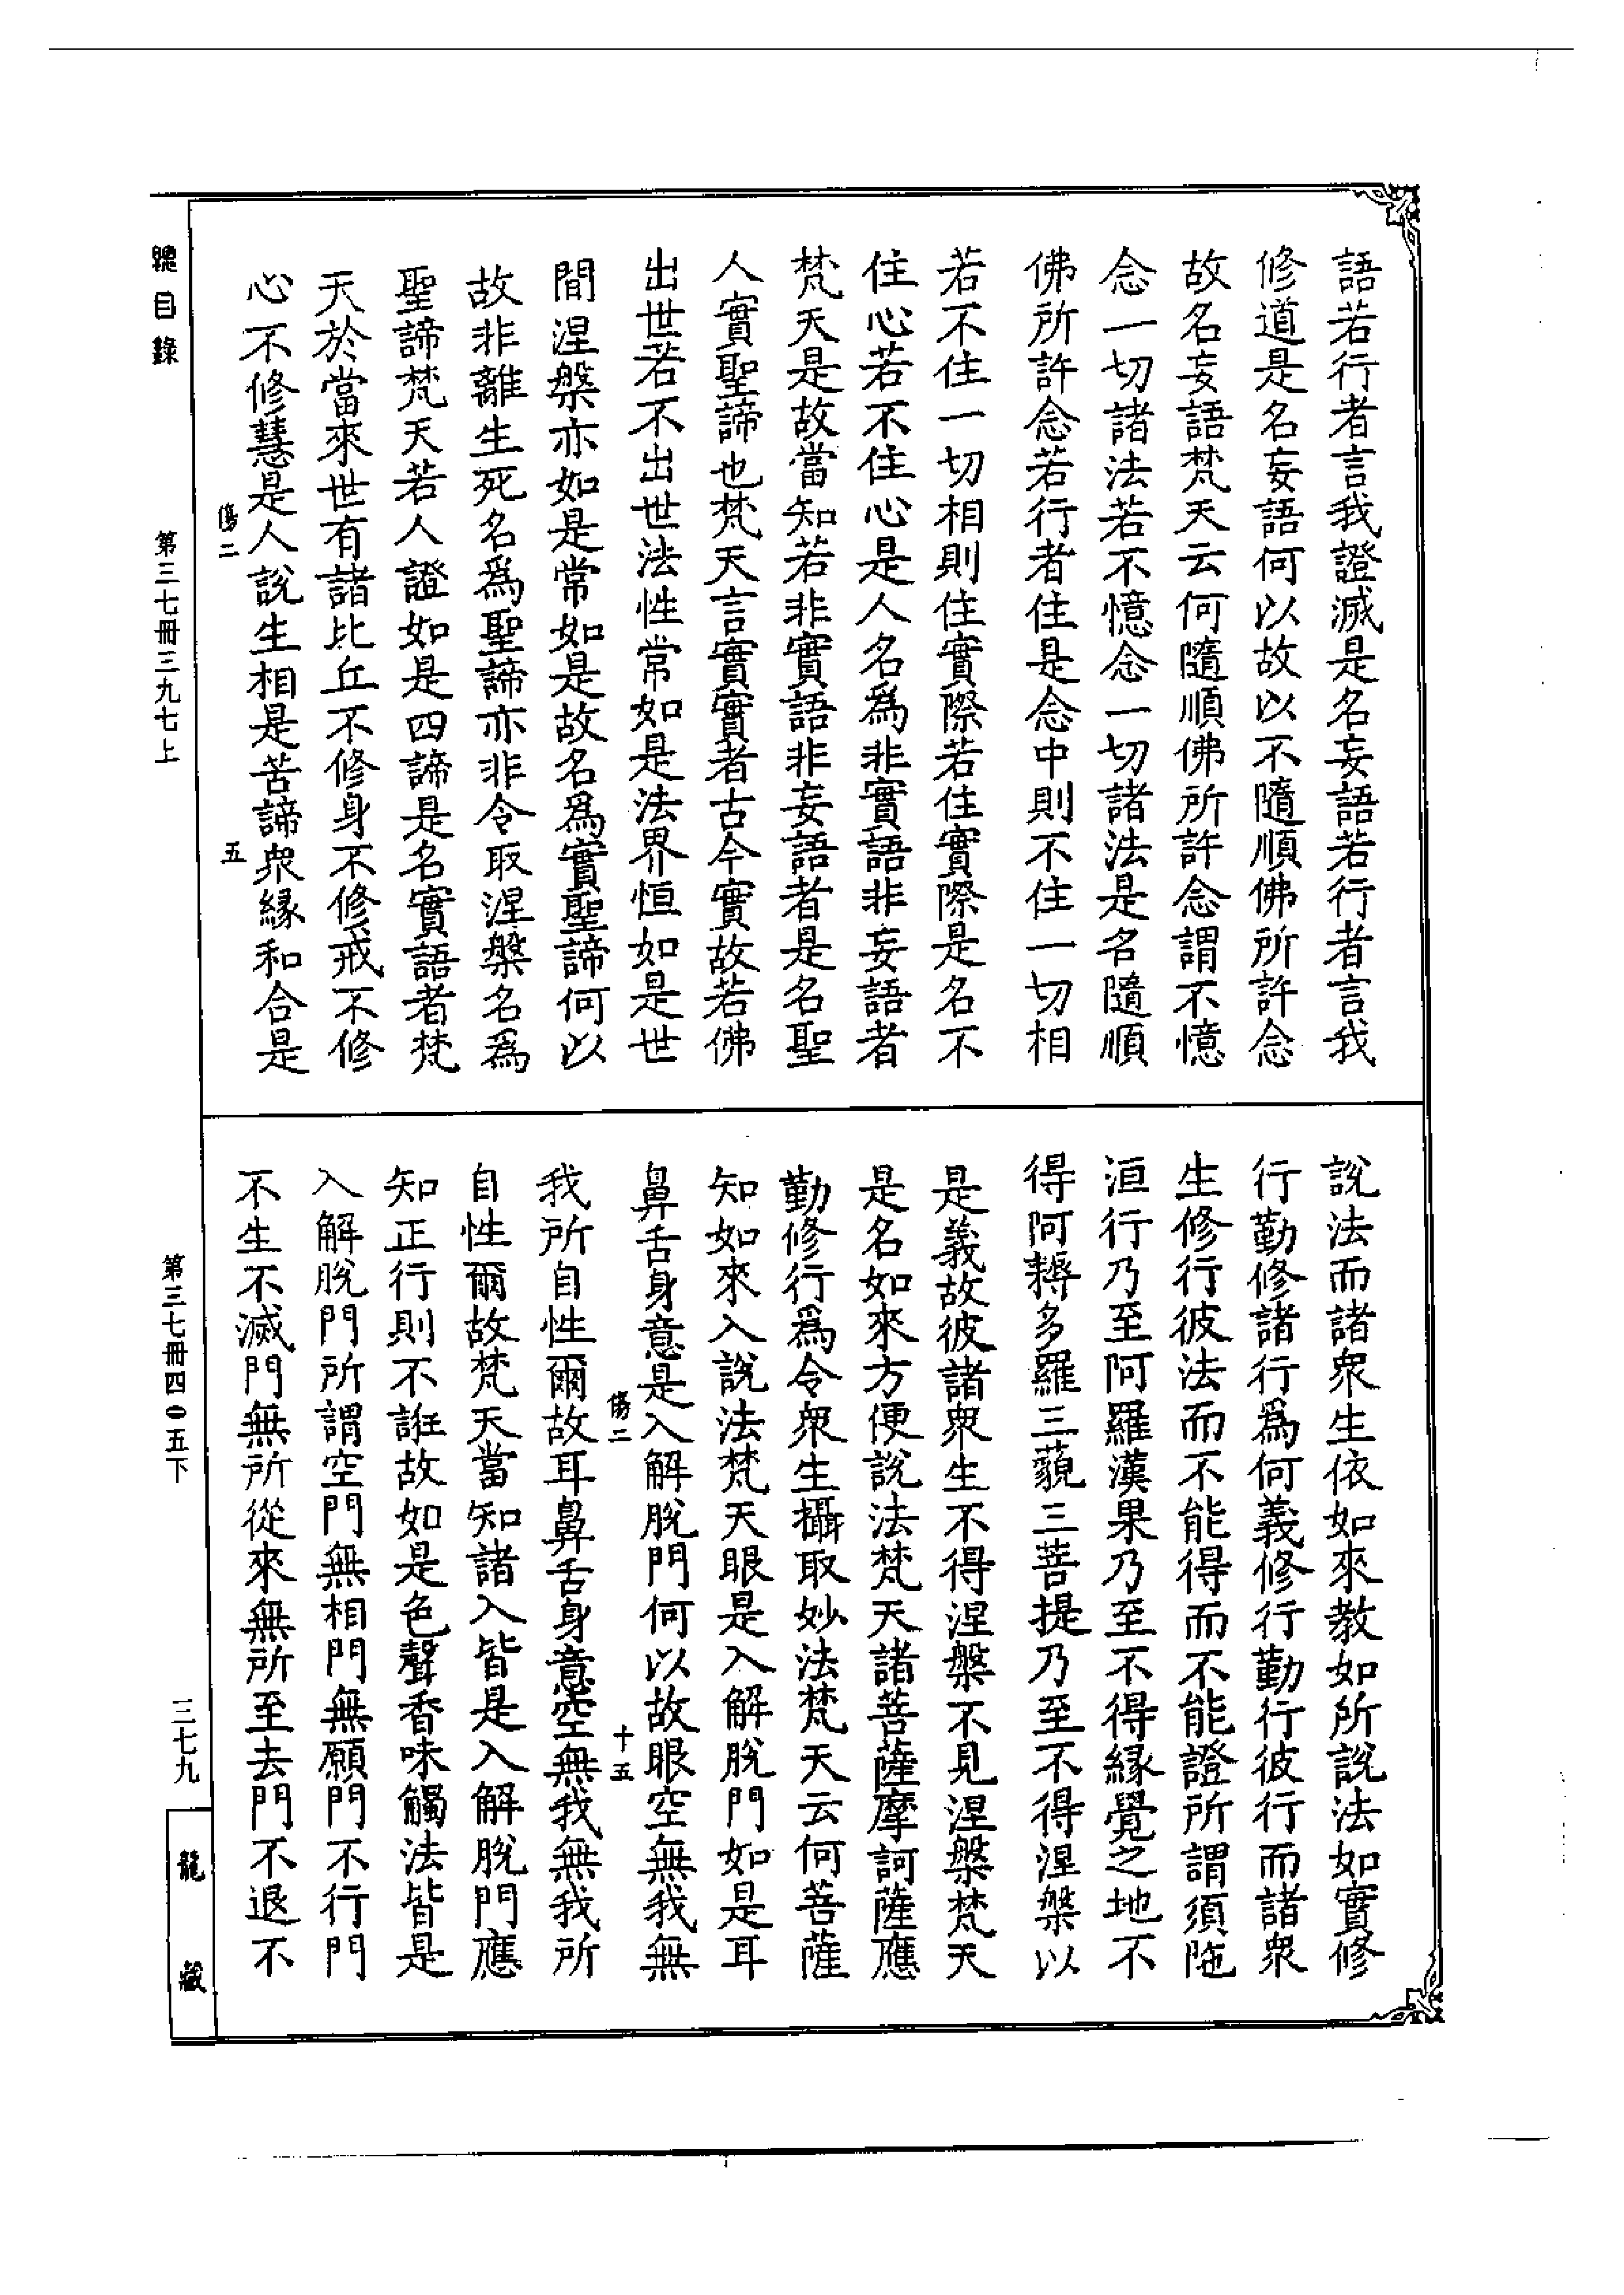 語若行者言我證滅是名妄語若行者言我
修道是名妄語何以故以不隨順佛所許念
故名妄語梵天云何隨順佛所許念謂不憶
念一切諸法若不憶念一切諸法是名隨順
佛所許念若行者住是念中則不住一切相
若不住一切相則住實際若住實際是名不
住心若不住心是人名爲非實語非妄語者
梵天是故當知若非實語非妄語者是名聖
人實聖諦也梵天言實實者古今實故若佛
出世若不出世法性常如是法界恒如是世
間涅槃亦如是常如是故名爲實聖諦何以
故非離生死名爲聖諦亦非令取涅槃名爲
聖諦梵天若人證如是四諦是名實語者梵
天於當來世有諸比丘不修身不修戒不修
心不修慧是人說生相是苦諦衆緣和合是
傷二
五
說法而諸衆生依如來教如所說法如實修
行勤修諸行爲何義修行勤行彼行而諸衆
生修行彼法而不能得而不能證所謂須陁
洹行乃至阿羅漢果乃至不得緣覺之地不
得阿耨多羅三藐三菩提乃至不得涅槃以
是義故彼諸衆生不得涅槃不見涅槃梵天
是名如來方便說法梵天諸菩薩摩訶薩應
勤修行爲令衆生攝取妙法梵天云何菩薩
知如來入說法梵天眼是入解脫門如是耳
鼻舌身意是入解脫門何以故眼空無我無
傷二
十五
我所自性爾故耳鼻舌身意空無我無我所
自性爾故梵天當知諸入皆是入解脫門應
知正行則不誑故如是色聲香味觸法皆是
入解脫門所謂空門無相門無願門不行門
不生不滅門無所從來無所至去門不退不
總目錄
第三七冊三九七上
第三七冊四〇五下
三七九
龍藏